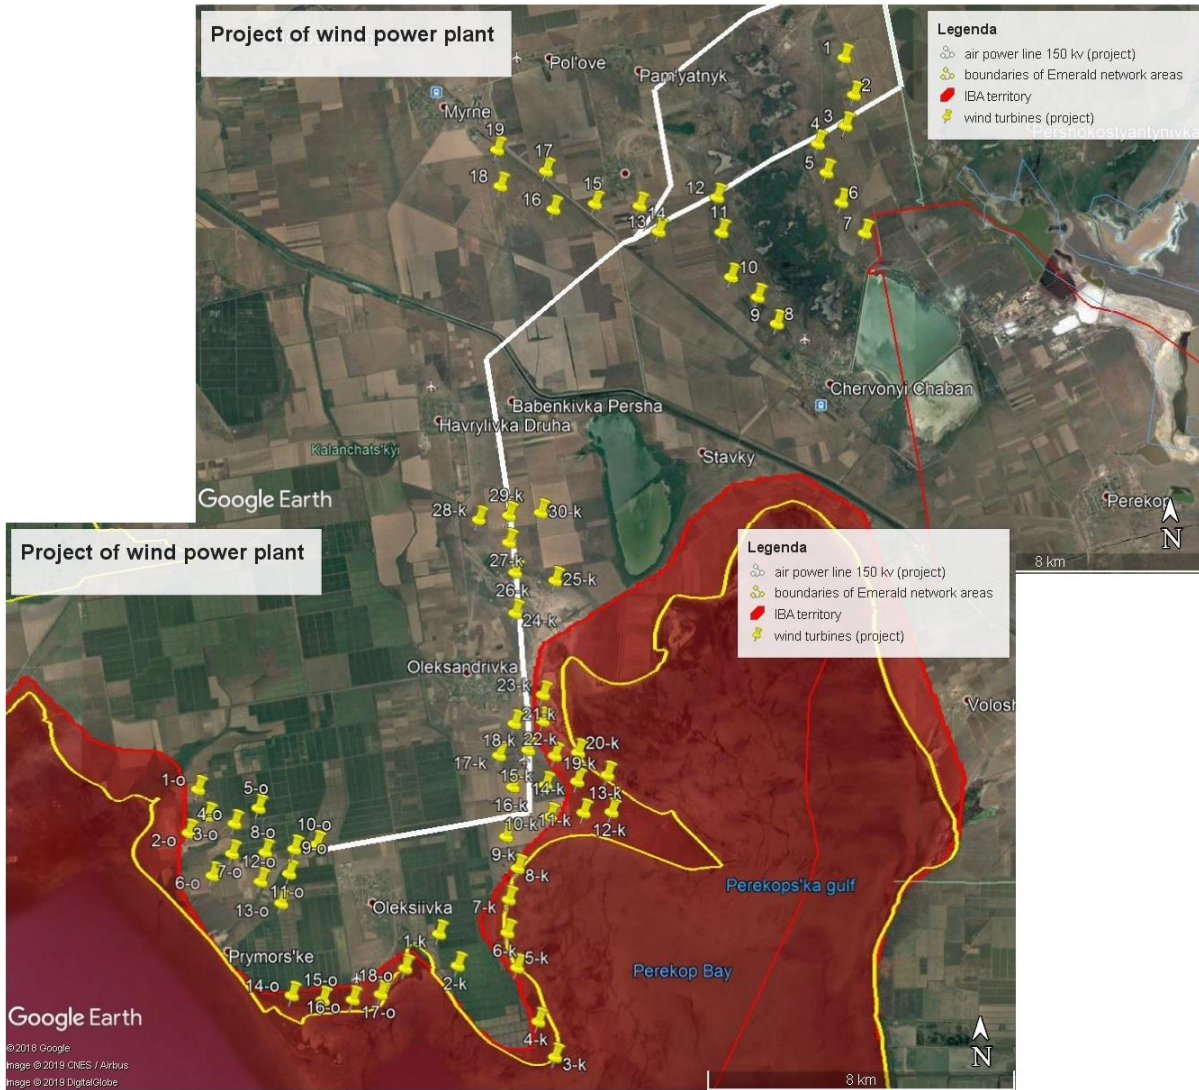 Project of wind power plant
Legenda
air power line 150 kv (project)
boundaries of Emerald network areas
IBA territory
wind turbines (project)
Pershokostyantynivka
Pol'ove
Pam'yatnyk
Myrne
1
2
3
4
5
6
7
19
18
17
16
15
14
13
12
11
10
9
8
Chervonyi Chaban
Babenkivka Persha
Havrylivka Druha
Kalanchats'kyi
Stavky
Google Earth
Perekop
N
8 km
28-k
29-k
30-k
27-k
26-k
25-k
24-k
Project of wind power plant
Legenda
air power line 150 kv (project)
boundaries of Emerald network areas
IBA territory
wind turbines (project)
Oleksandrivka
23-k
21-k
18-k
22-k
20-k
17-k
19-k
15-k
14-k
13-k
16-k
11-k
12-k
10-k
9-k
8-k
7-k
6-k
5-k
4-k
3-k
2-k
1-k
Volosh
1-o
5-o
4-o
3-o
2-o
8-o
10-o
9-o
12-o
7-o
6-o
11-o
13-o
Oleksiivka
Prymors'ke
14-o
15-o
16-o
18-o
17-o
Perekops'ka gulf
Perekop Bay
Google Earth
©2018 Google
Image © 2019 CNES / Airbus
Image © 2019 DigitalGlobe
N
8 km